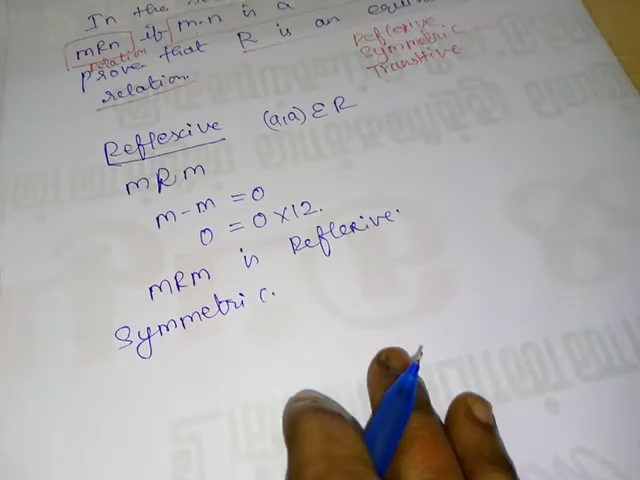 In the
mRn if m-n is a
relation
prove that R is an
relation.
Reflexive
Symmetric
Transitive
Reflexive (a,a) ε R
mRm
m-m = 0
0 = 0×12.
mRm is Reflexive.
Symmetric.